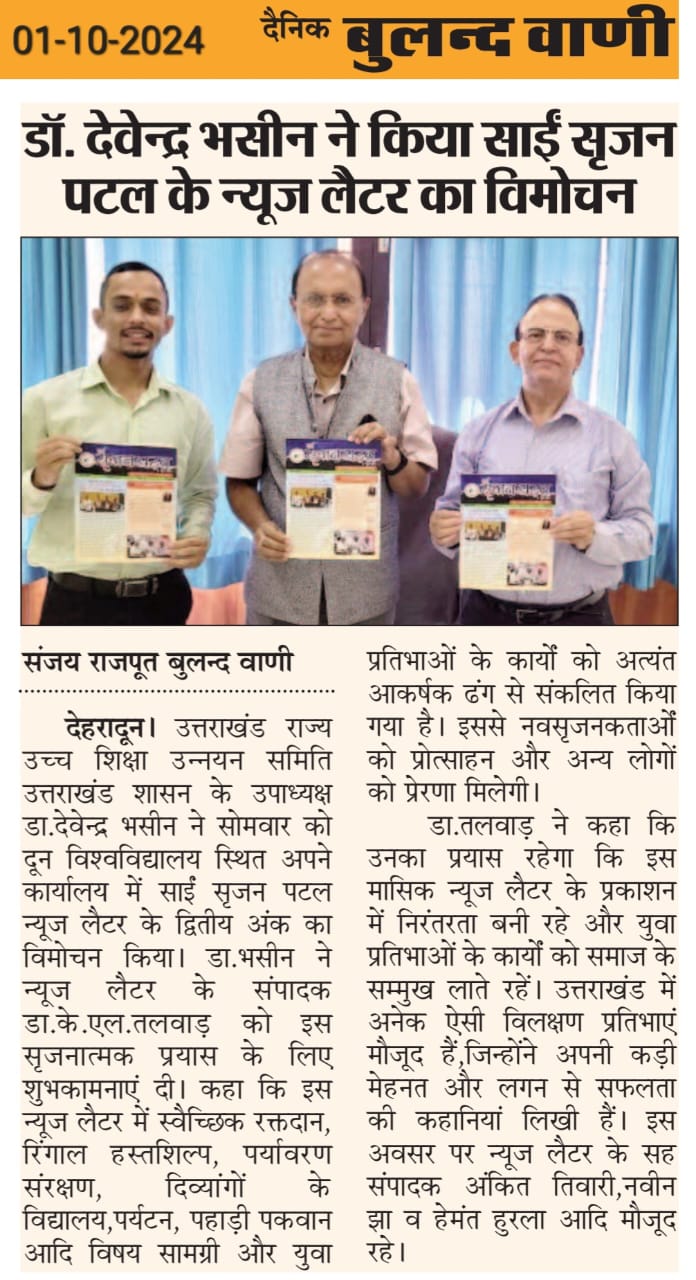 01-10-2024
दैनिक बुलन्द वाणी
डॉ. देवेन्द्र भसीन ने किया साईं सृजन
पटल के न्यूज लैटर का विमोचन
सृजन पटल
सृजन पटल
सृजन पटल
संजय राजपूत बुलन्द वाणी
देहरादून। उत्तराखंड राज्य
उच्च शिक्षा उन्नयन समिति
उत्तराखंड शासन के उपाध्यक्ष
डा.देवेन्द्र भसीन ने सोमवार को
दून विश्वविद्यालय स्थित अपने
कार्यालय में साईं सृजन पटल
न्यूज लैटर के द्वितीय अंक का
विमोचन किया। डा.भसीन ने
न्यूज लैटर के संपादक
डा.के.एल.तलवाड़ को इस
सृजनात्मक प्रयास के लिए
शुभकामनाएं दी। कहा कि इस
न्यूज लैटर में स्वैच्छिक रक्तदान,
रिंगाल हस्तशिल्प, पर्यावरण
संरक्षण, दिव्यांगों के
विद्यालय,पर्यटन, पहाड़ी पकवान
आदि विषय सामग्री और युवा
प्रतिभाओं के कार्यों को अत्यंत
आकर्षक ढंग से संकलित किया
गया है। इससे नवसृजनकताओं
को प्रोत्साहन और अन्य लोगों
को प्रेरणा मिलेगी।
डा.तलवाड़ ने कहा कि
उनका प्रयास रहेगा कि इस
मासिक न्यूज लैटर के प्रकाशन
में निरंतरता बनी रहे और युवा
प्रतिभाओं के कार्यों को समाज के
सम्मुख लाते रहें। उत्तराखंड में
अनेक ऐसी विलक्षण प्रतिभाएं
मौजूद हैं,जिन्होंने अपनी कड़ी
मेहनत और लगन से सफलता
की कहानियां लिखी हैं। इस
अवसर पर न्यूज लैटर के सह
संपादक अंकित तिवारी,नवीन
झा व हेमंत हुरला आदि मौजूद
रहे।